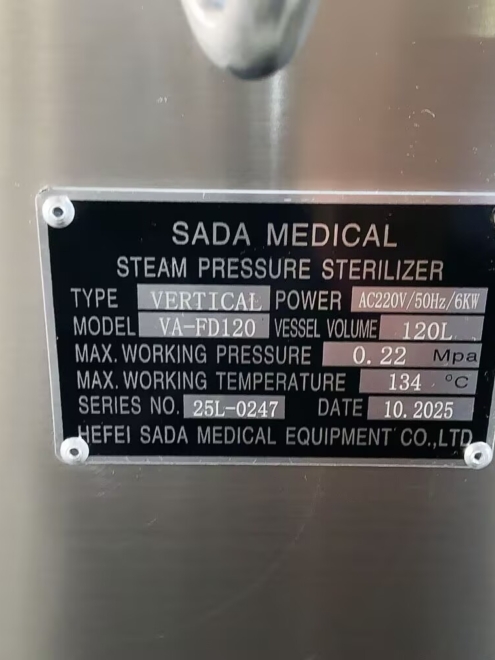 SADA MEDICAL
STEAM PRESSURE STERILIZER
TYPE VERTICAL POWER AC220V/50Hz/6KW
MODEL VA-FD120 VESSEL VOLUME 120L
MAX. WORKING PRESSURE 0.22 Mpa
MAX. WORKING TEMPERATURE 134 °C
SERIES NO. 25L-0247 DATE 10.2025
HEFEI SADA MEDICAL EQUIPMENT CO.,LTD